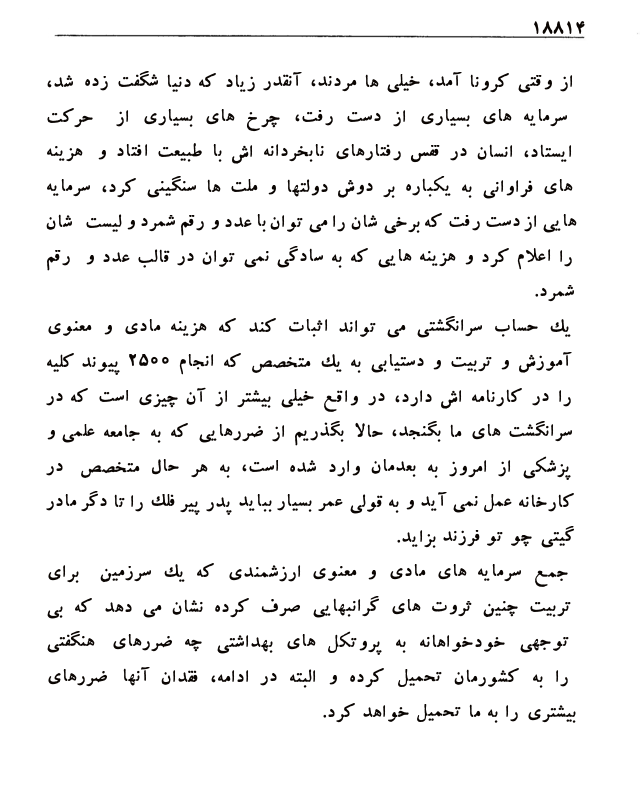 ۱۸۸۱۴
از وقتی کرونا آمد، خیلی ها مردند، آنقدر زیاد که دنیا شگفت زده شد،
سرمایه های بسیاری از دست رفت، چرخ های بسیاری از حرکت
ایستاد، انسان در قفس رفتارهای نابخردانه اش با طبیعت افتاد و هزینه
های فراوانی به یکباره بر دوش دولتها و ملت ها سنگینی کرد، سرمایه
هایی از دست رفت که برخی شان را می توان با عدد و رقم شمرد و لیست شان
را اعلام کرد و هزینه هایی که به سادگی نمی توان در قالب عدد و رقم
شمرد.
یك حساب سرانگشتی می تواند اثبات کند که هزینه مادی و معنوی
آموزش و تربیت و دستیابی به یك متخصص که انجام ۲۵۰۰ پیوند کلیه
را در کارنامه اش دارد، در واقع خیلی بیشتر از آن چیزی است که در
سرانگشت های ما بگنجد، حالا بگذریم از ضررهایی که به جامعه علمی و
پزشکی از امروز به بعدمان وارد شده است، به هر حال متخصص در
کارخانه عمل نمی آید و به قولی عمر بسیار بباید پدر پیر فلك را تا دگر مادر
گیتی چو تو فرزند بزاید.
جمع سرمایه های مادی و معنوی ارزشمندی که یك سرزمین برای
تربیت چنین ثروت های گرانبهایی صرف کرده نشان می دهد که بی
توجهی خودخواهانه به پروتکل های بهداشتی چه ضررهای هنگفتی
را به کشورمان تحمیل کرده و البته در ادامه، فقدان آنها ضررهای
بیشتری را به ما تحمیل خواهد کرد.